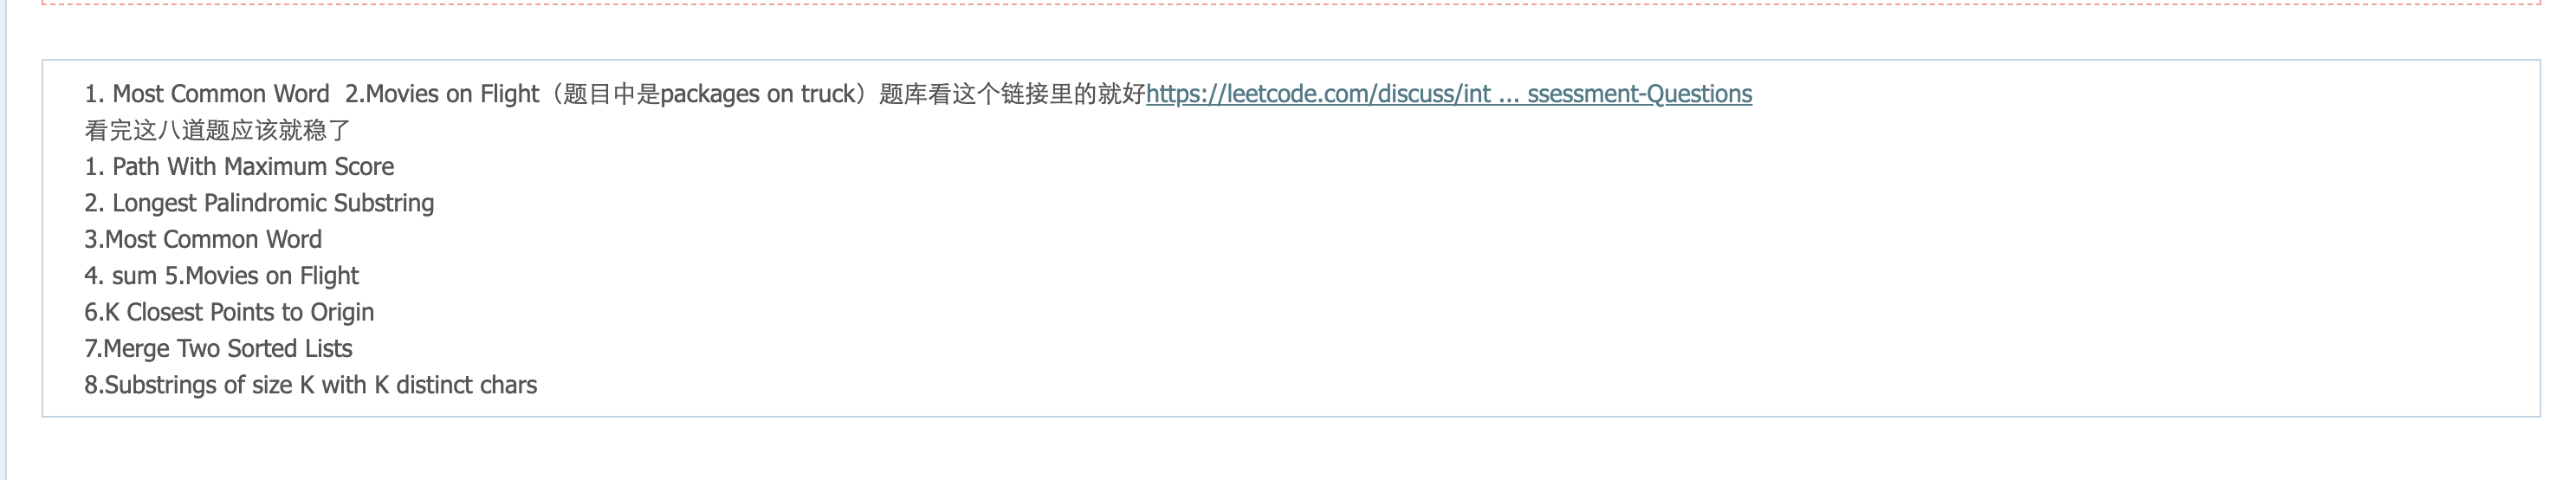 1. Most Common Word  2.Movies on Flight（题目中是packages on truck）题库看这个链接里的就好https://leetcode.com/discuss/int ... ssessment-Questions
看完这八道题应该就稳了
1. Path With Maximum Score
2. Longest Palindromic Substring
3.Most Common Word
4. sum 5.Movies on Flight
6.K Closest Points to Origin
7.Merge Two Sorted Lists
8.Substrings of size K with K distinct chars